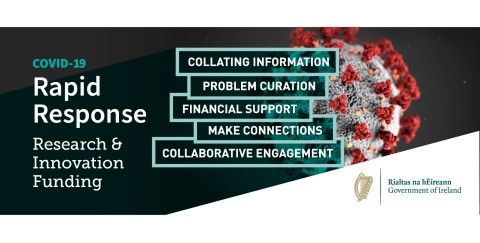 COVID-19
Rapid
Response
Research &
Innovation
Funding
COLLATING INFORMATION
PROBLEM CURATION
FINANCIAL SUPPORT
MAKE CONNECTIONS
COLLABORATIVE ENGAGEMENT
Rialtas na hÉireann
Government of Ireland